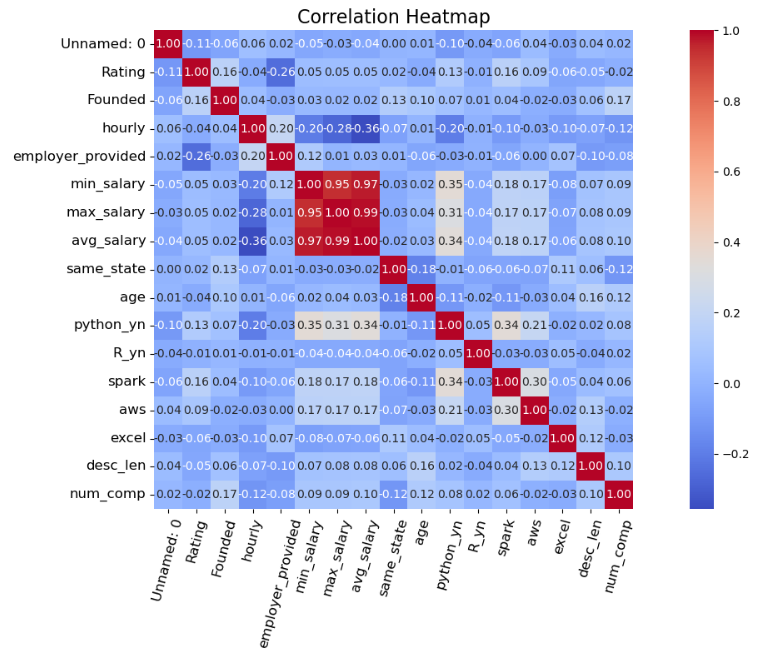 Correlation Heatmap
Unnamed: 0 1.00 -0.11 -0.06 0.06 0.02 -0.05 -0.03 -0.04 0.00 0.01 -0.10 -0.04 -0.06 0.04 -0.03 0.04 0.02
Rating -0.11 1.00 0.16 -0.04 -0.26 0.05 0.05 0.05 0.02 -0.04 0.13 -0.01 0.16 0.09 -0.06 -0.05 -0.02
Founded -0.06 0.16 1.00 0.04 -0.03 0.03 0.02 0.02 0.13 0.10 0.07 0.01 0.04 -0.02 -0.03 0.06 0.17
hourly 0.06 -0.04 0.04 1.00 0.20 -0.20 -0.28 -0.36 -0.07 0.01 -0.20 -0.01 -0.10 -0.03 -0.10 -0.07 -0.12
employer_provided 0.02 -0.26 -0.03 0.20 1.00 0.12 0.01 0.03 0.01 -0.06 -0.03 -0.01 -0.06 0.00 0.07 -0.10 -0.08
min_salary -0.05 0.05 0.03 -0.20 0.12 1.00 0.95 0.97 -0.03 0.02 0.35 -0.04 0.18 0.17 -0.08 0.07 0.09
max_salary -0.03 0.05 0.02 -0.28 0.01 0.95 1.00 0.99 -0.03 0.04 0.31 -0.04 0.17 0.17 -0.07 0.08 0.09
avg_salary -0.04 0.05 0.02 -0.36 0.03 0.97 0.99 1.00 -0.02 0.03 0.34 -0.04 0.18 0.17 -0.06 0.08 0.10
same_state 0.00 0.02 0.13 -0.07 0.01 -0.03 -0.03 -0.02 1.00 -0.18 -0.01 -0.06 -0.06 -0.07 0.11 0.06 -0.12
age 0.01 -0.04 0.10 0.01 -0.06 0.02 0.04 0.03 -0.18 1.00 -0.11 -0.02 -0.11 -0.03 0.04 0.16 0.12
python_yn -0.10 0.13 0.07 -0.20 -0.03 0.35 0.31 0.34 -0.01 -0.11 1.00 0.05 0.34 0.21 -0.02 0.02 0.08
R_yn -0.04 -0.01 0.01 -0.01 -0.01 -0.04 -0.04 -0.04 -0.06 -0.02 0.05 1.00 -0.03 -0.03 0.05 -0.04 0.02
spark -0.06 0.16 0.04 -0.10 -0.06 0.18 0.17 0.18 -0.06 -0.11 0.34 -0.03 1.00 0.30 -0.05 0.04 0.06
aws 0.04 0.09 -0.02 -0.03 0.00 0.17 0.17 0.17 -0.07 -0.03 0.21 -0.03 0.30 1.00 -0.02 0.13 -0.02
excel -0.03 -0.06 -0.03 -0.10 0.07 -0.08 -0.07 -0.06 0.11 0.04 -0.02 0.05 -0.05 -0.02 1.00 0.12 -0.03
desc_len 0.04 -0.05 0.06 -0.07 -0.10 0.07 0.08 0.08 0.06 0.16 0.02 -0.04 0.04 0.13 0.12 1.00 0.10
num_comp 0.02 -0.02 0.17 -0.12 -0.08 0.09 0.09 0.10 -0.12 0.12 0.08 0.02 0.06 -0.02 -0.03 0.10 1.00
Unnamed: 0 Rating Founded hourly employer_provided min_salary max_salary avg_salary same_state age python_yn R_yn spark aws excel desc_len num_comp
1.0
0.8
0.6
0.4
0.2
0.0
−0.2